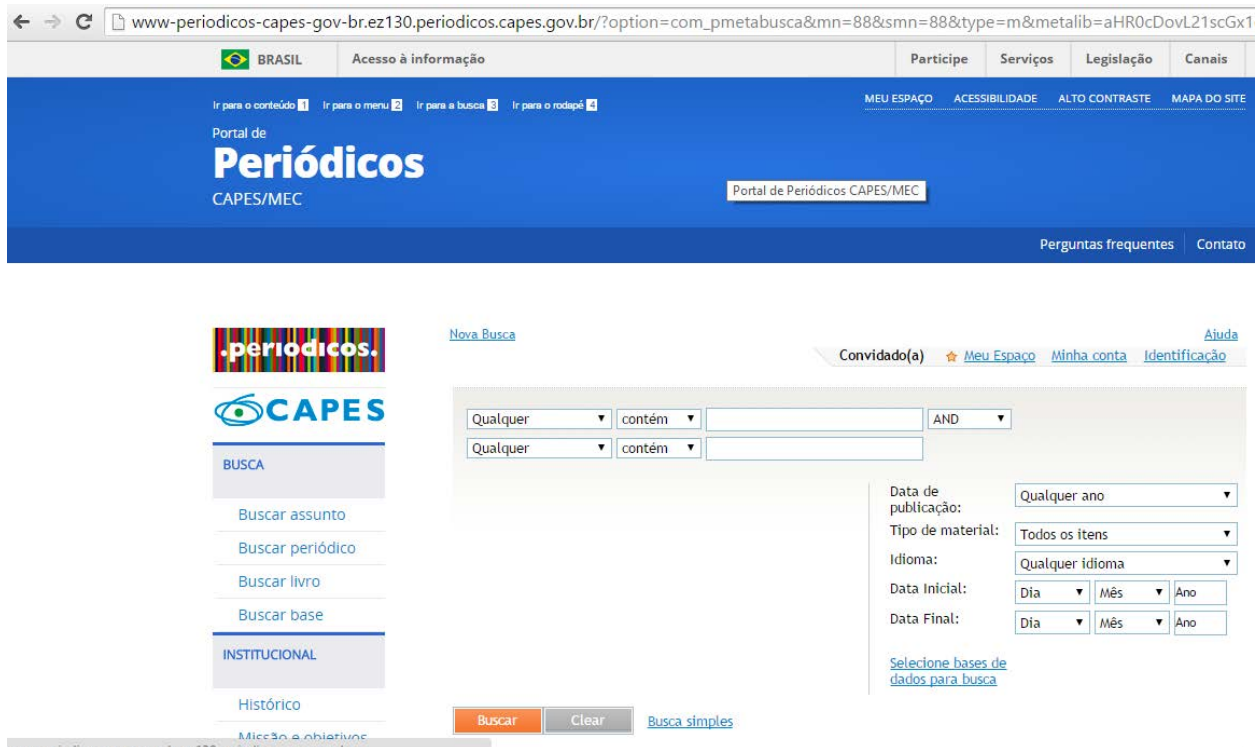 www-periodicos-capes-gov-br.ez130.periodicos.capes.gov.br/?option=com_pmetabusca&mn=88&smn=88&type=m&metalib=aHR0cDovL21scGx1
BRASIL Acesso à informação Participe Serviços Legislação Canais
Ir para o conteúdo 1 Ir para o menu 2 Ir para a busca 3 Ir para o rodapé 4 MEU ESPAÇO ACESSIBILIDADE ALTO CONTRASTE MAPA DO SITE
Portal de
Periódicos
CAPES/MEC
Portal de Periódicos CAPES/MEC
Perguntas frequentes Contato
.periodicos.
Nova Busca Ajuda
Convidado(a) Meu Espaço Minha conta Identificação
CAPES
Qualquer contém AND
Qualquer contém
BUSCA
Buscar assunto
Buscar periódico
Buscar livro
Buscar base
Data de
publicação: Qualquer ano
Tipo de material: Todos os itens
Idioma: Qualquer idioma
Data Inicial: Dia Mês Ano
Data Final: Dia Mês Ano
Selecione bases de
dados para busca
INSTITUCIONAL
Histórico
Missão e objetivos
Buscar Clear Busca simples